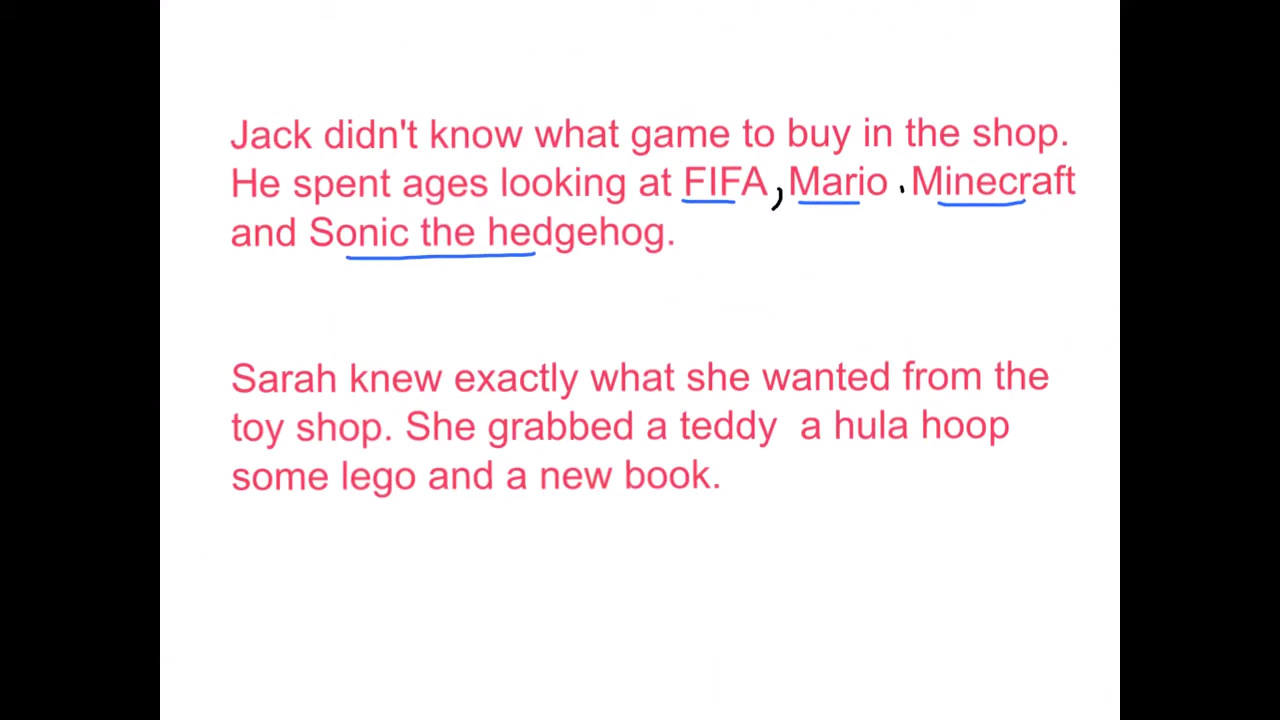 Jack didn't know what game to buy in the shop.
He spent ages looking at FIFA , Mario . Minecraft
and Sonic the hedgehog.
Sarah knew exactly what she wanted from the
toy shop. She grabbed a teddy  a hula hoop
some lego and a new book.